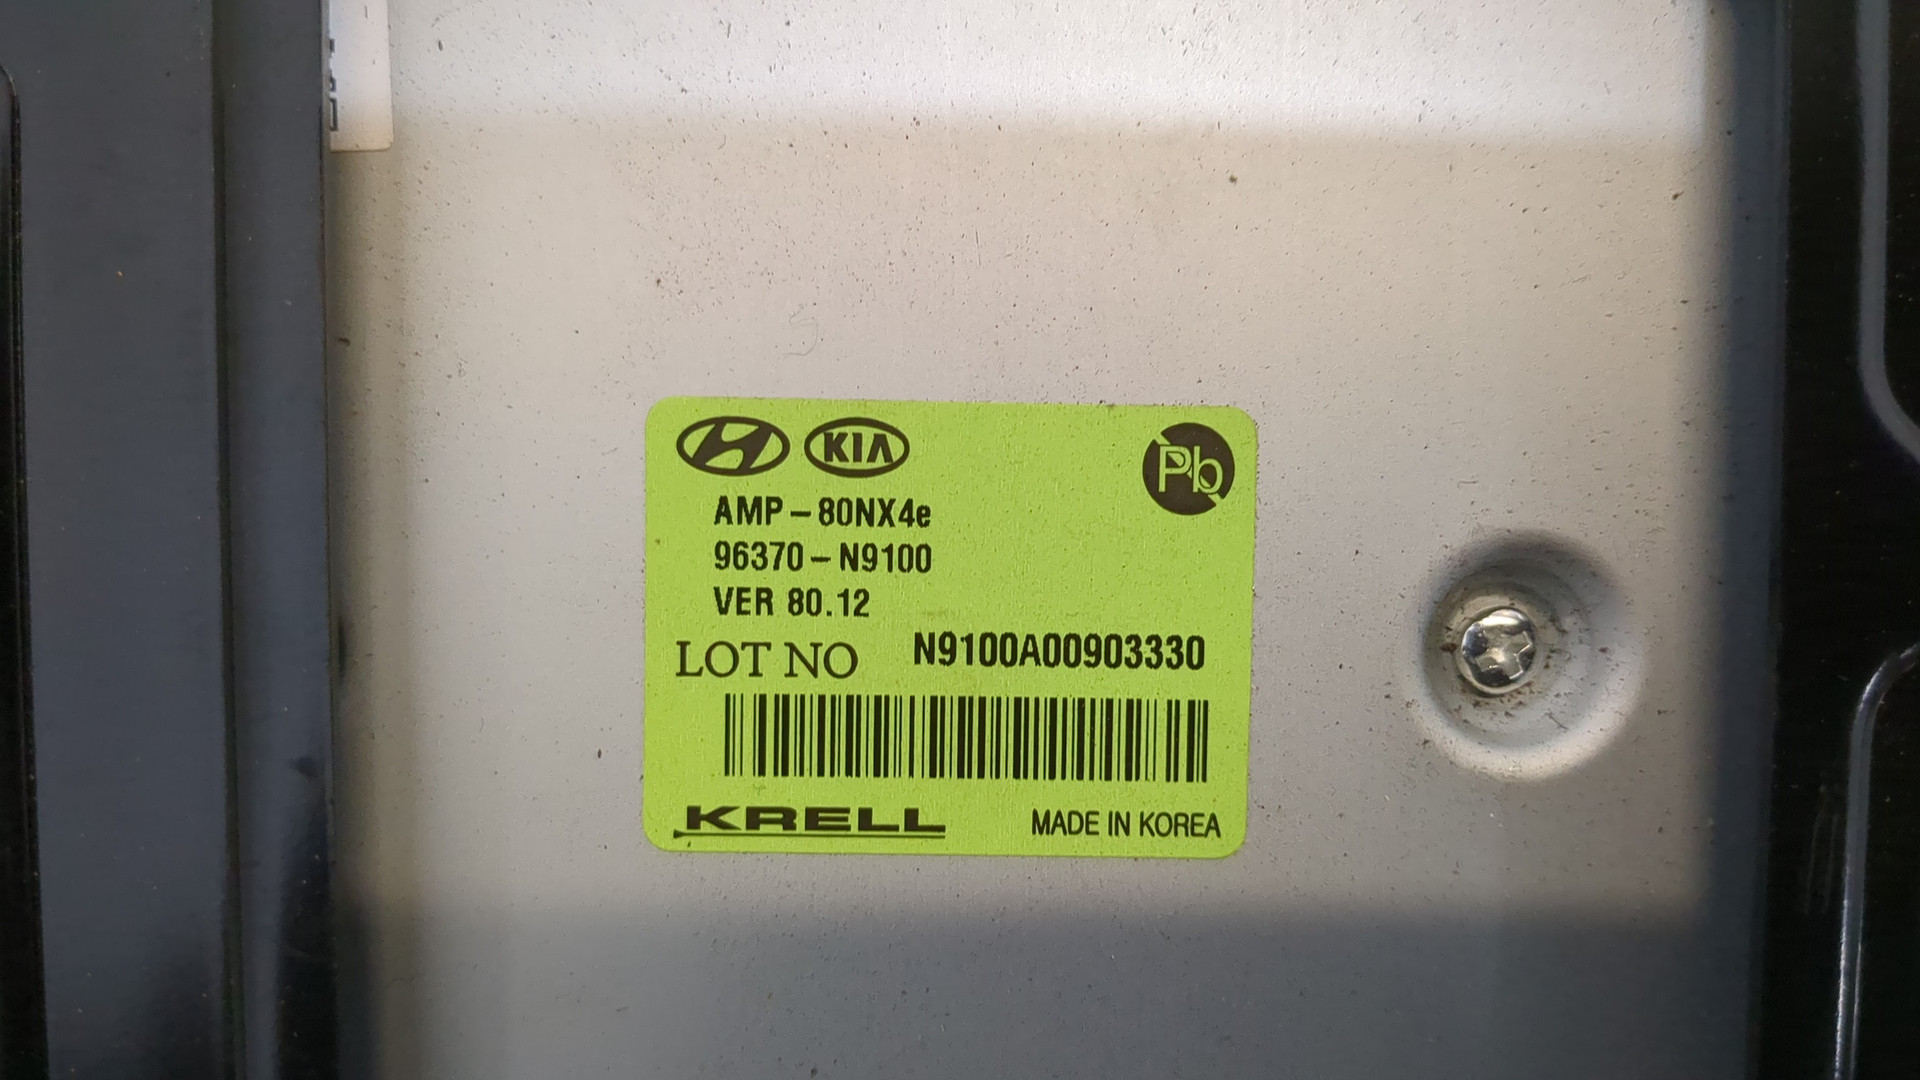 KIA
Pb
AMP-80NX4e
96370-N9100
VER 80.12
LOT NO N9100A00903330
KRELL MADE IN KOREA